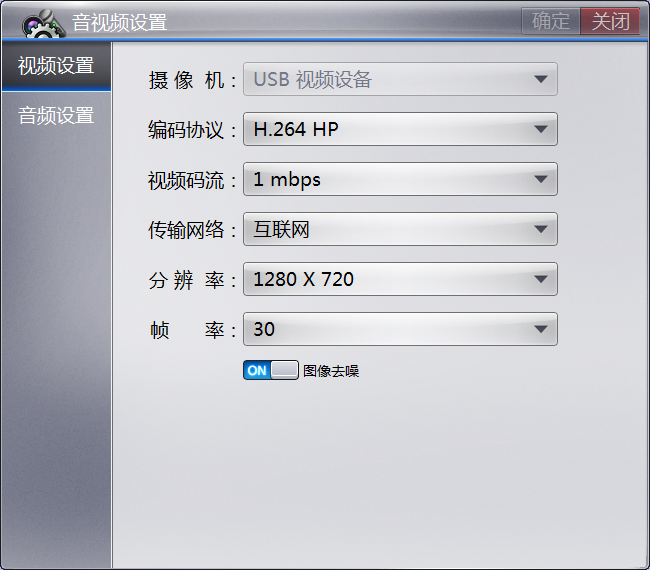 音视频设置
确定 关闭
视频设置
音频设置
摄 像 机： USB 视频设备
编码协议： H.264 HP
视频码流： 1 mbps
传输网络： 互联网
分 辨 率： 1280 X 720
帧 率： 30
ON 图像去噪